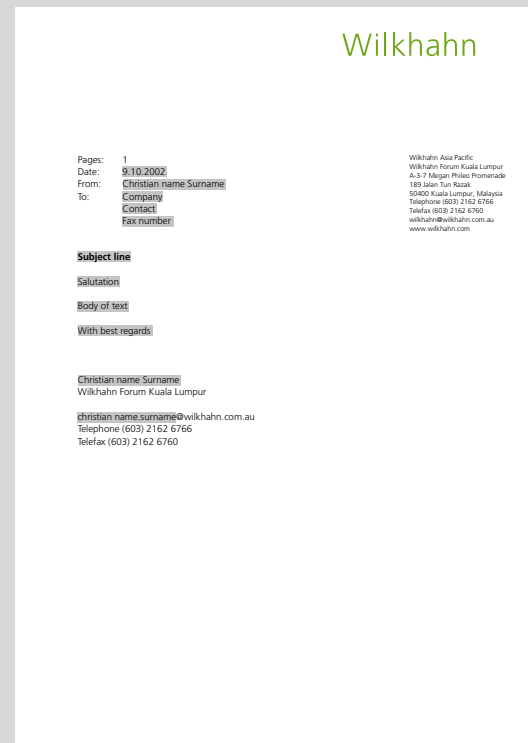 Wilkhahn
Pages: 1
Date: 9.10.2002
From: Christian name Surname
To: Company
Contact
Fax number
Wilkhahn Asia Pacific
Wilkhahn Forum Kuala Lumpur
A-3-7 Megan Phileo Promenade
189 Jalan Tun Razak
50400 Kuala Lumpur, Malaysia
Telephone (603) 2162 6766
Telefax (603) 2162 6760
wilkhahn@wilkhahn.com.au
www.wilkhahn.com
Subject line
Salutation
Body of text
With best regards
Christian name Surname
Wilkhahn Forum Kuala Lumpur
christian name.surname@wilkhahn.com.au
Telephone (603) 2162 6766
Telefax (603) 2162 6760